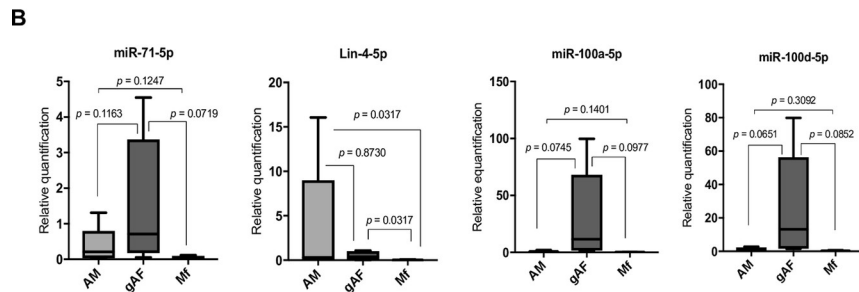 B
miR-71-5p
Relative quantification
5
4
3
2
1
0
p = 0.1247
p = 0.1163
p = 0.0719
AM
gAF
Mf
Lin-4-5p
Relative quantification
20
15
10
5
0
p = 0.0317
p = 0.8730
p = 0.0317
AM
gAF
Mf
miR-100a-5p
Relative equantification
150
100
50
0
p = 0.1401
p = 0.0745
p = 0.0977
AM
gAF
Mf
miR-100d-5p
Relative quantification
100
80
60
40
20
0
p = 0.3092
p = 0.0651
p = 0.0852
AM
gAF
Mf